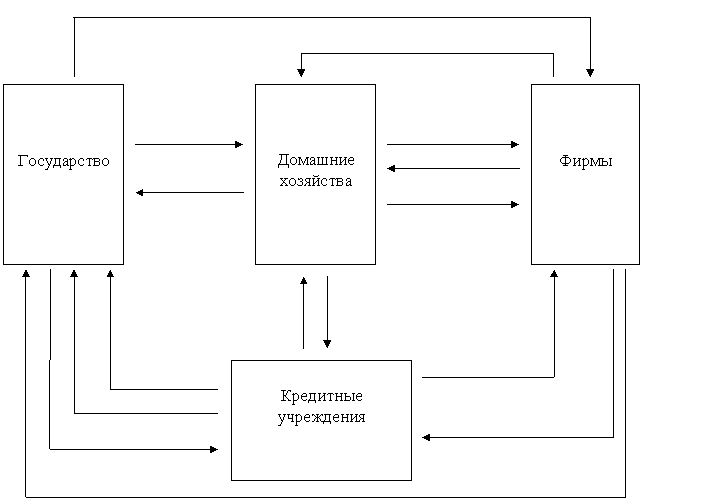 Государство
Домашние
хозяйства
Фирмы
Кредитные
учреждения